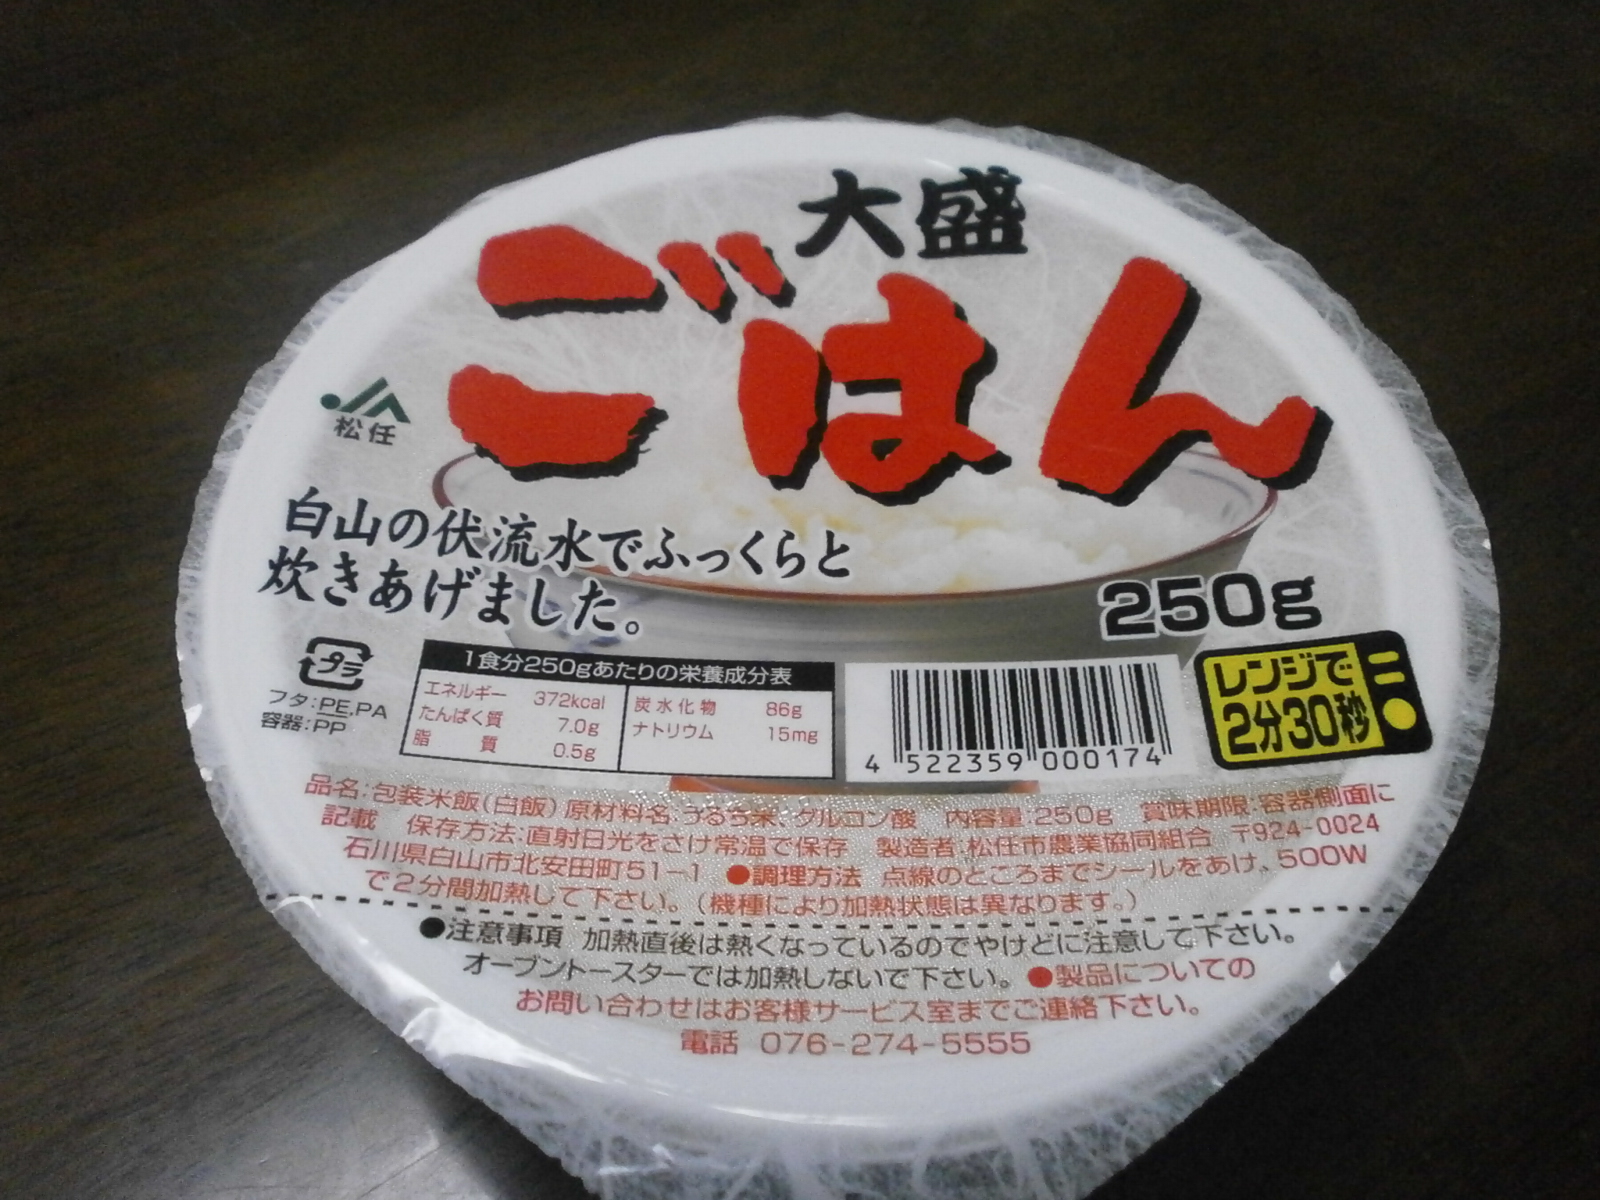 大盛
ごはん
JA
松任
白山の伏流水でふっくらと
炊きあげました。
250g
プラ
フタ:PE,PA
容器:PP
1食分250gあたりの栄養成分表
エネルギー 372kcal
たんぱく質 7.0g
脂質 0.5g
炭水化物 86g
ナトリウム 15mg
4 522359 000174
レンジで
2分30秒
品名:包装米飯(白飯) 原材料名:うるち米、グルコン酸 内容量:250g 賞味期限:容器側面に
記載 保存方法:直射日光をさけ常温で保存 製造者:松任市農業協同組合 〒924-0024
石川県白山市北安田町51-1 ●調理方法 点線のところまでシールをあけ、500W
で2分間加熱して下さい。(機種により加熱状態は異なります。)
●注意事項 加熱直後は熱くなっているのでやけどに注意して下さい。
オーブントースターでは加熱しないで下さい。●製品についての
お問い合わせはお客様サービス室までご連絡下さい。
電話 076-274-5555